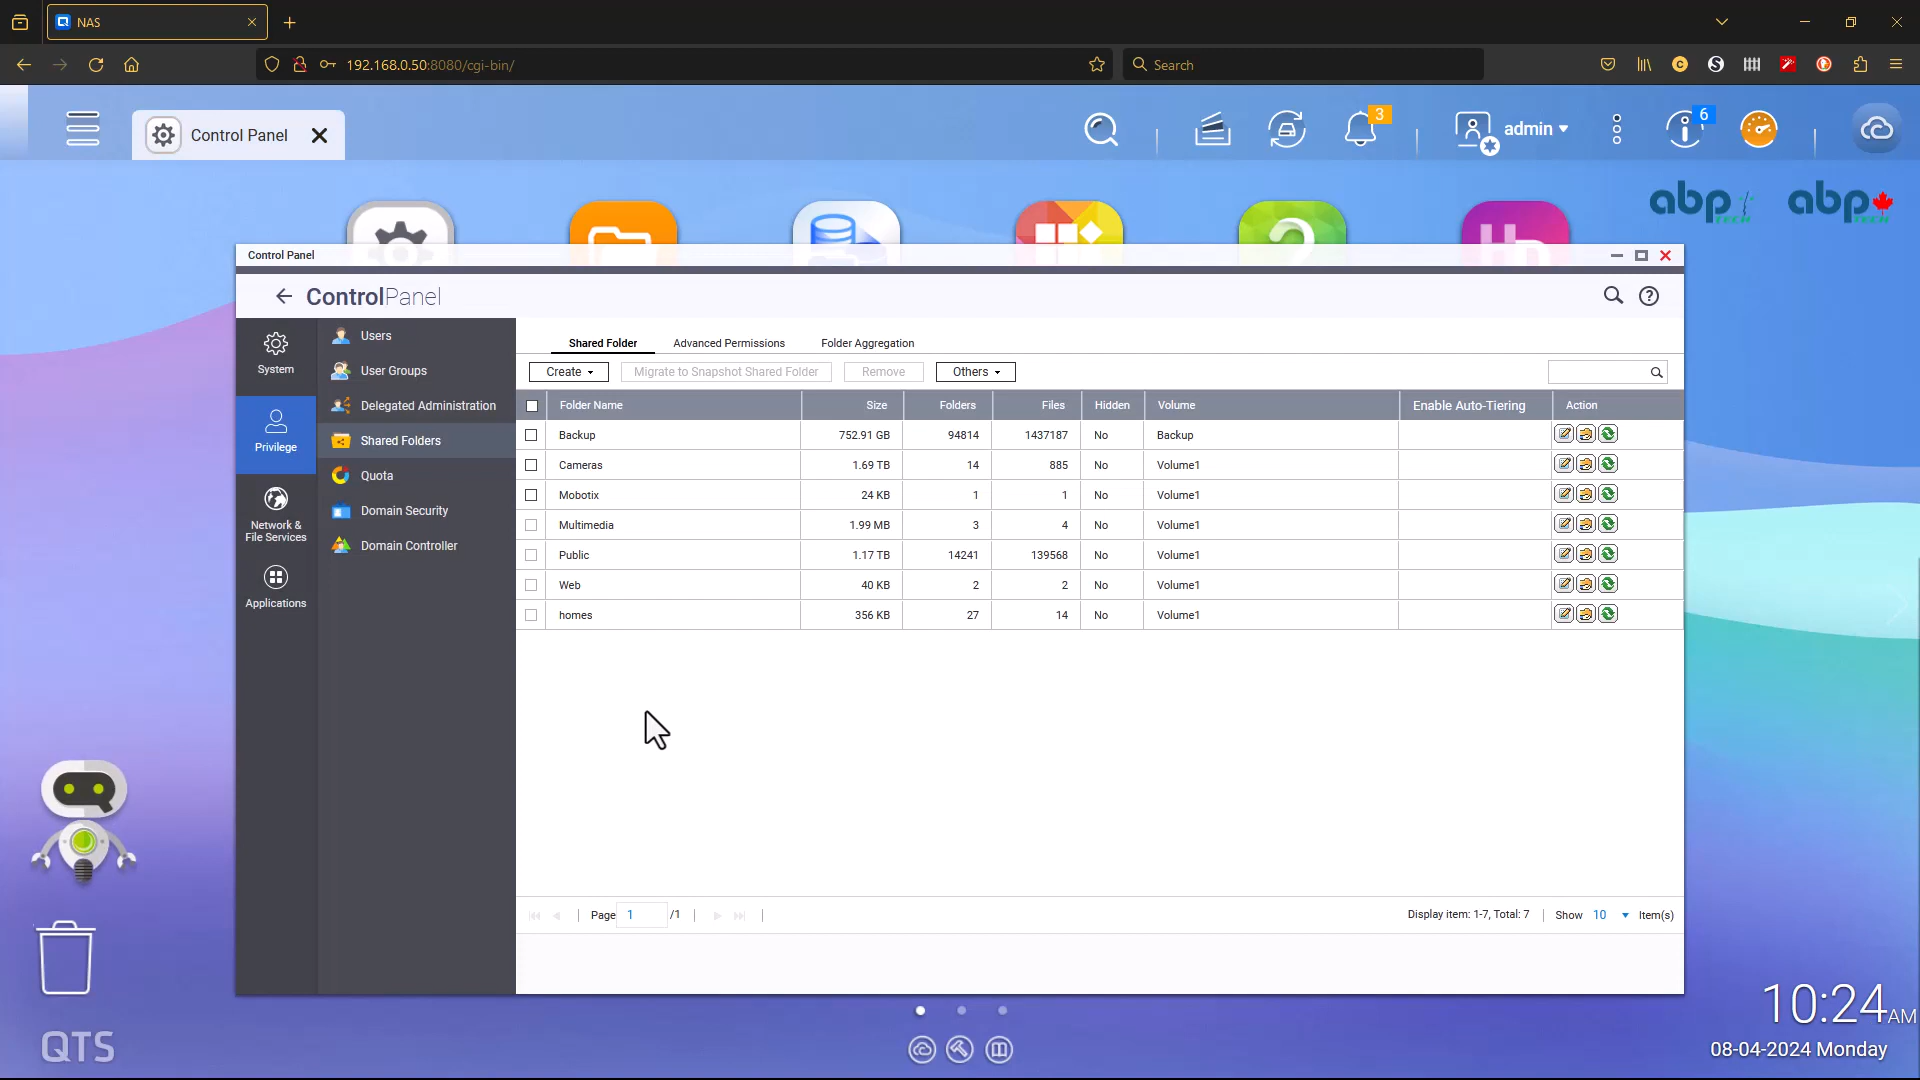 NAS
192.168.0.50:8080/cgi-bin/
Search
Control Panel
3
admin
6
abp TECH
abp TECH
Control Panel
ControlPanel
System
Privilege
Network &
File Services
Applications
Users
User Groups
Delegated Administration
Shared Folders
Quota
Domain Security
Domain Controller
Shared Folder Advanced Permissions Folder Aggregation
Create Migrate to Snapshot Shared Folder Remove Others
Folder Name Size Folders Files Hidden Volume Enable Auto-Tiering Action
Backup 752.91 GB 94814 1437187 No Backup
Cameras 1.69 TB 14 885 No Volume1
Mobotix 24 KB 1 1 No Volume1
Multimedia 1.99 MB 3 4 No Volume1
Public 1.17 TB 14241 139568 No Volume1
Web 40 KB 2 2 No Volume1
homes 356 KB 27 14 No Volume1
Page 1 /1 Display item: 1-7, Total: 7 Show 10 Item(s)
QTS
10:24 AM
08-04-2024 Monday